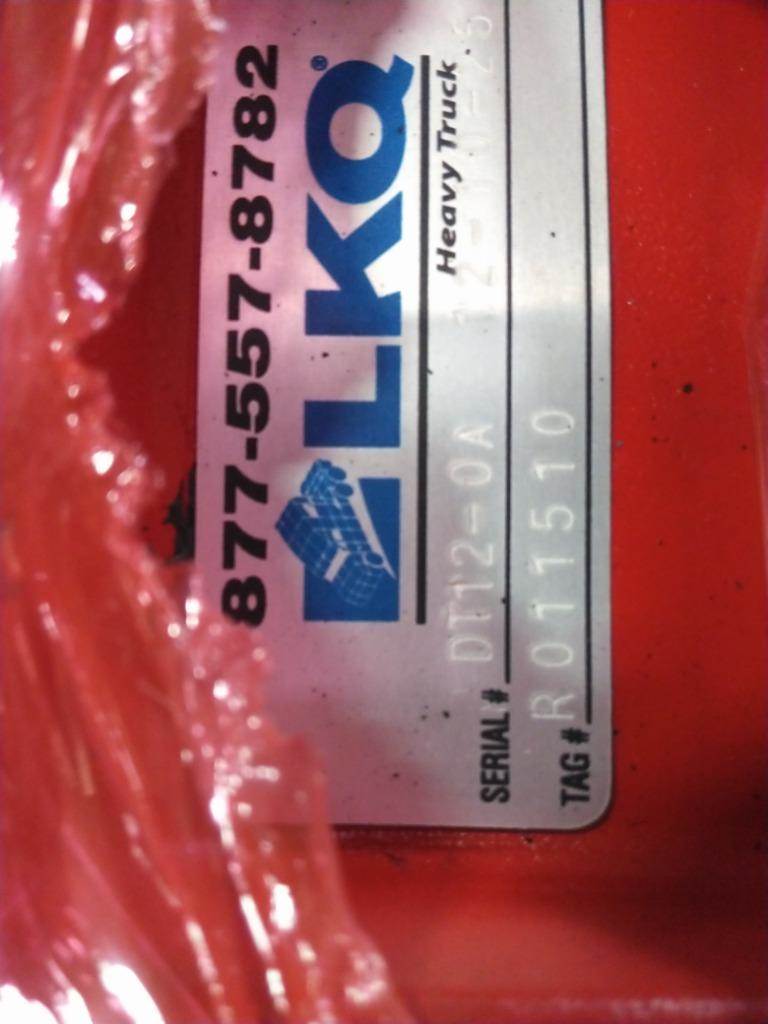 877-557-8782
LKQ®
Heavy Truck
SERIAL # DT12-0A
TAG # R011510